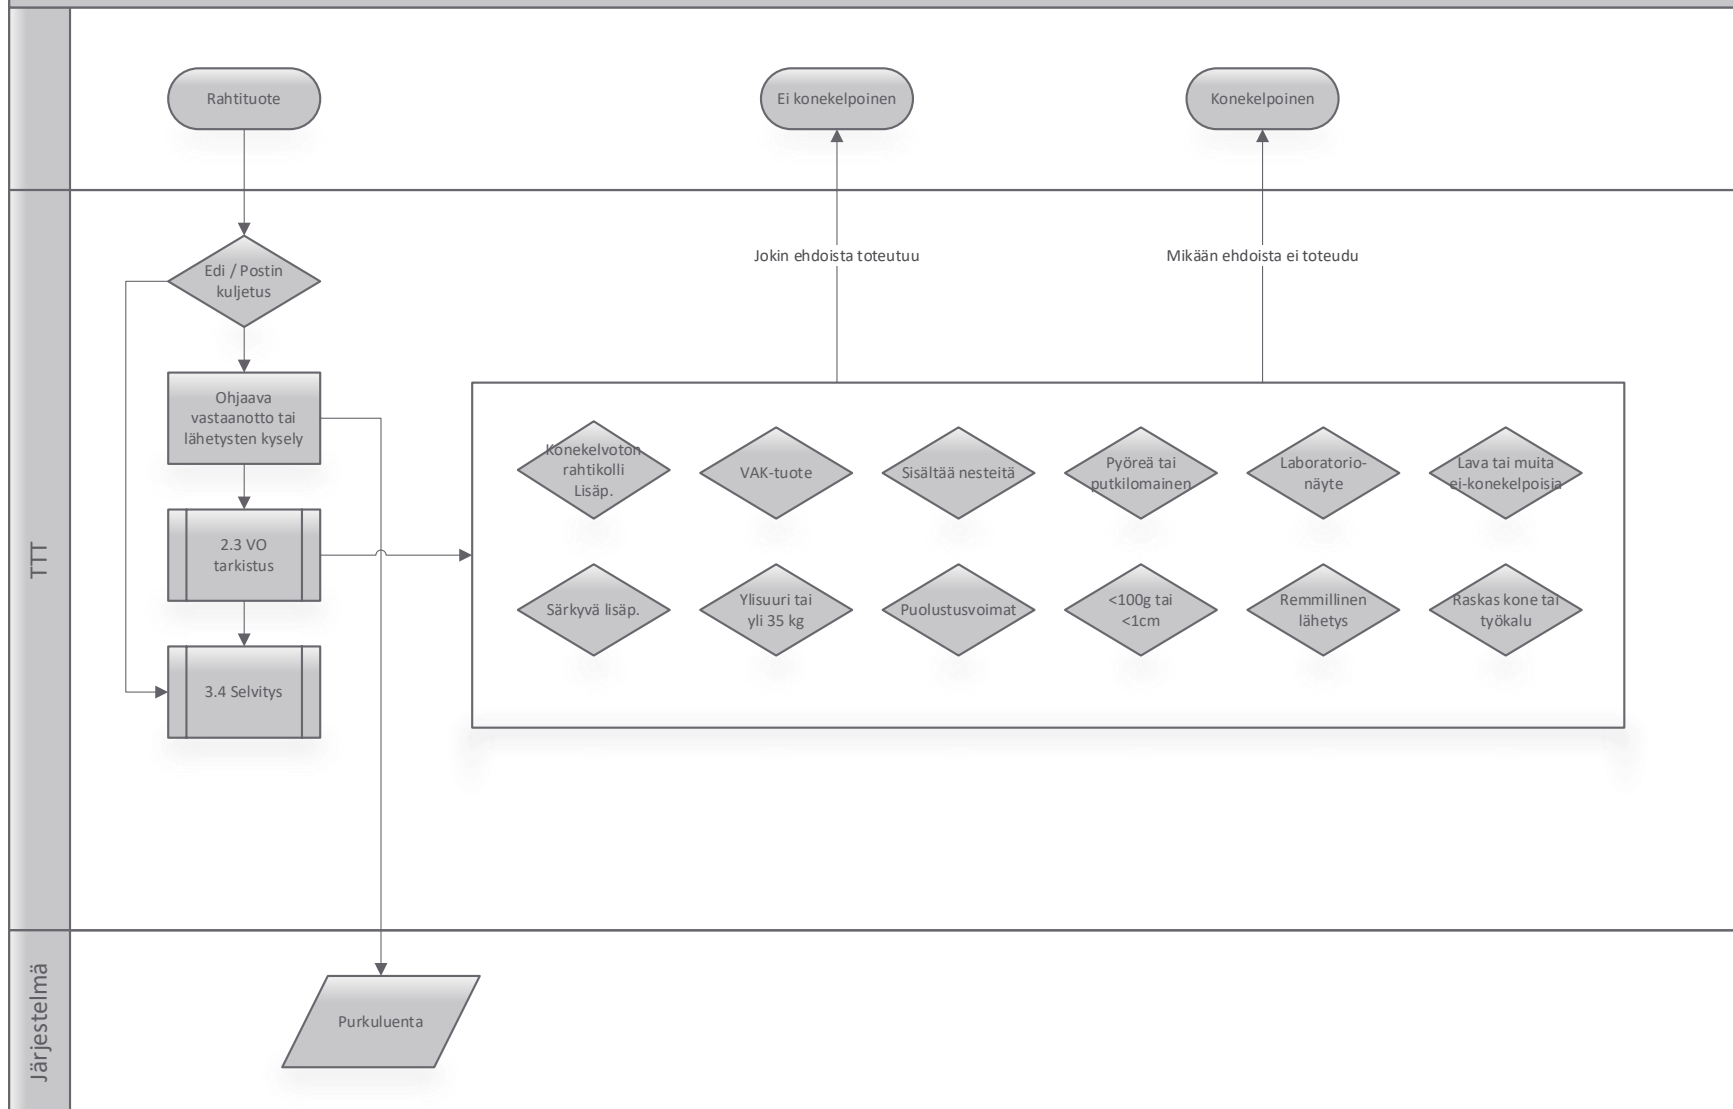 Rahtituote
Ei konekelpoinen
Konekelpoinen
TTT
Edi / Postin
kuljetus
Jokin ehdoista toteutuu
Mikään ehdoista ei toteudu
Ohjaava
vastaanotto tai
lähetysten kysely
2.3 VO
tarkistus
3.4 Selvitys
Konekelvoton
rahtikolli
Lisäp.
VAK-tuote
Sisältää nesteitä
Pyöreä tai
putkilomainen
Laboratorio-
näyte
Lava tai muita
ei-konekelpoisia
Särkyvä lisäp.
Ylisuuri tai
yli 35 kg
Puolustusvoimat
<100g tai
<1cm
Remmillinen
lähetys
Raskas kone tai
työkalu
Järjestelmä
Purkuluenta